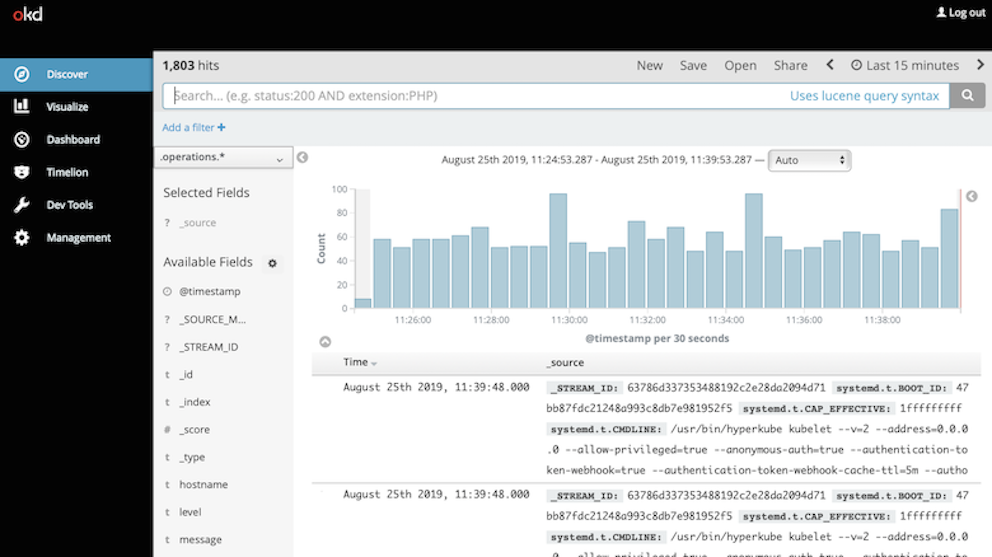 okd
Log out
Discover
Visualize
Dashboard
Timelion
Dev Tools
Management
1,803 hits
New Save Open Share Last 15 minutes
Search... (e.g. status:200 AND extension:PHP) Uses lucene query syntax
Add a filter +
.operations.*
Selected Fields
? _source
Available Fields
@timestamp
? _SOURCE_M...
? _STREAM_ID
t _id
t _index
# _score
t _type
t hostname
t level
t message
August 25th 2019, 11:24:53.287 - August 25th 2019, 11:39:53.287 — Auto
Count
100
80
60
40
20
0
11:26:00 11:28:00 11:30:00 11:32:00 11:34:00 11:36:00 11:38:00
@timestamp per 30 seconds
Time _source
August 25th 2019, 11:39:48.000 _STREAM_ID: 63786d337353488192c2e28da2094d71 systemd.t.BOOT_ID: 47
bb87fdc21248a993c8db7e981952f5 systemd.t.CAP_EFFECTIVE: 1fffffffff
systemd.t.CMDLINE: /usr/bin/hyperkube kubelet --v=2 --address=0.0.0
.0 --allow-privileged=true --anonymous-auth=true --authentication-to
ken-webhook=true --authentication-token-webhook-cache-ttl=5m --autho
August 25th 2019, 11:39:48.000 _STREAM_ID: 63786d337353488192c2e28da2094d71 systemd.t.BOOT_ID: 47
bb87fdc21248a993c8db7e981952f5 systemd.t.CAP_EFFECTIVE: 1fffffffff
systemd.t.CMDLINE: /usr/bin/hyperkube kubelet --v=2 --address=0.0.0